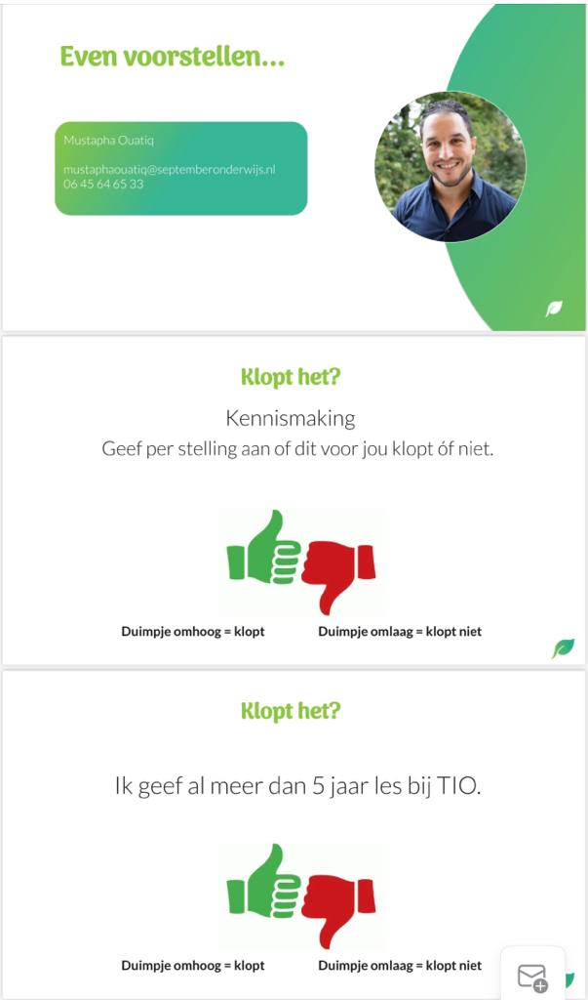 Even voorstellen...
Mustapha Ouatiq
mustaphaouatiq@septemberonderwijs.nl
06 45 64 65 33
Klopt het?
Kennismaking
Geef per stelling aan of dit voor jou klopt óf niet.
Duimpje omhoog = klopt
Duimpje omlaag = klopt niet
Klopt het?
Ik geef al meer dan 5 jaar les bij TIO.
Duimpje omhoog = klopt
Duimpje omlaag = klopt niet